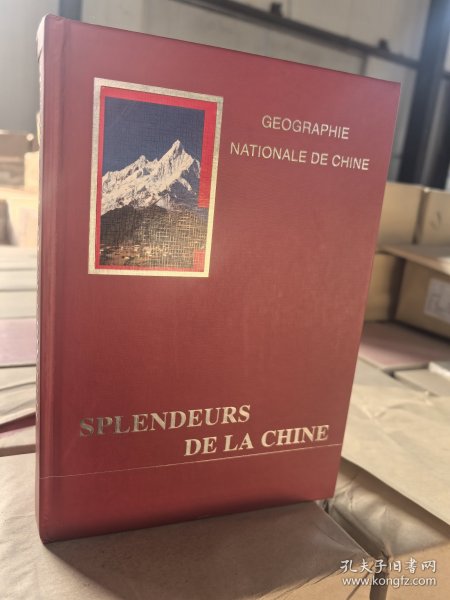 GEOGRAPHIE
NATIONALE DE CHINE
SPLENDEURS
DE LA CHINE
孔夫子旧书网
www.kongfz.com